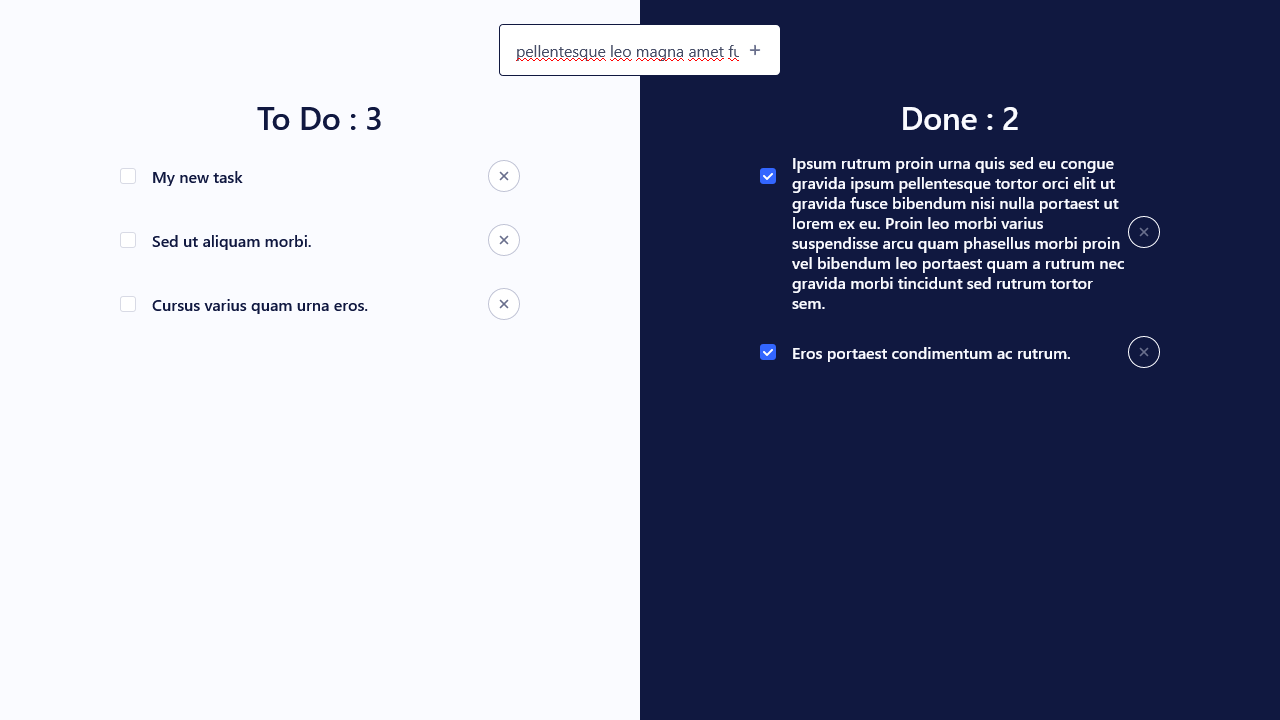 pellentesque leo magna amet
To Do : 3
My new task
Sed ut aliquam morbi.
Cursus varius quam urna eros.
Done : 2
Ipsum rutrum proin urna quis sed eu congue
gravida ipsum pellentesque tortor orci elit ut
gravida fusce bibendum nisi nulla portaest ut
lorem ex eu. Proin leo morbi varius
suspendisse arcu quam phasellus morbi proin
vel bibendum leo portaest quam a rutrum nec
gravida morbi tincidunt sed rutrum tortor
sem.
Eros portaest condimentum ac rutrum.